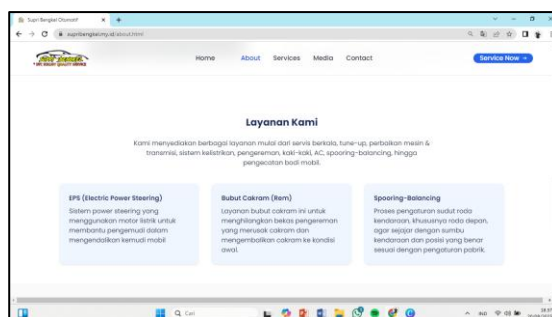 Supri Bengkel Otomotif
supribengkel.my.id/about.html
Home About Services Media Contact
Service Now →
Layanan Kami
Kami menyediakan berbagai layanan mulai dari servis berkala, tune-up, perbaikan mesin &
transmisi, sistem kelistrikan, pengereman, kaki-kaki, AC, spooring-balancing, hingga
pengecatan bodi mobil.
EPS (Electric Power Steering)
Sistem power steering yang
menggunakan motor listrik untuk
membantu pengemudi dalam
mengendalikan kemudi mobil
Bubut Cakram (Rem)
Layanan bubut cakram ini untuk
menghilangkan bekas pengereman
yang merusak cakram dan
mengembalikan cakram ke kondisi
awal.
Spooring-Balancing
Proses pengaturan sudut roda
kendaraan, khususnya roda depan,
agar sejajar dengan sumbu
kendaraan dan posisi yang benar
sesuai dengan pengaturan pabrik.
Cari